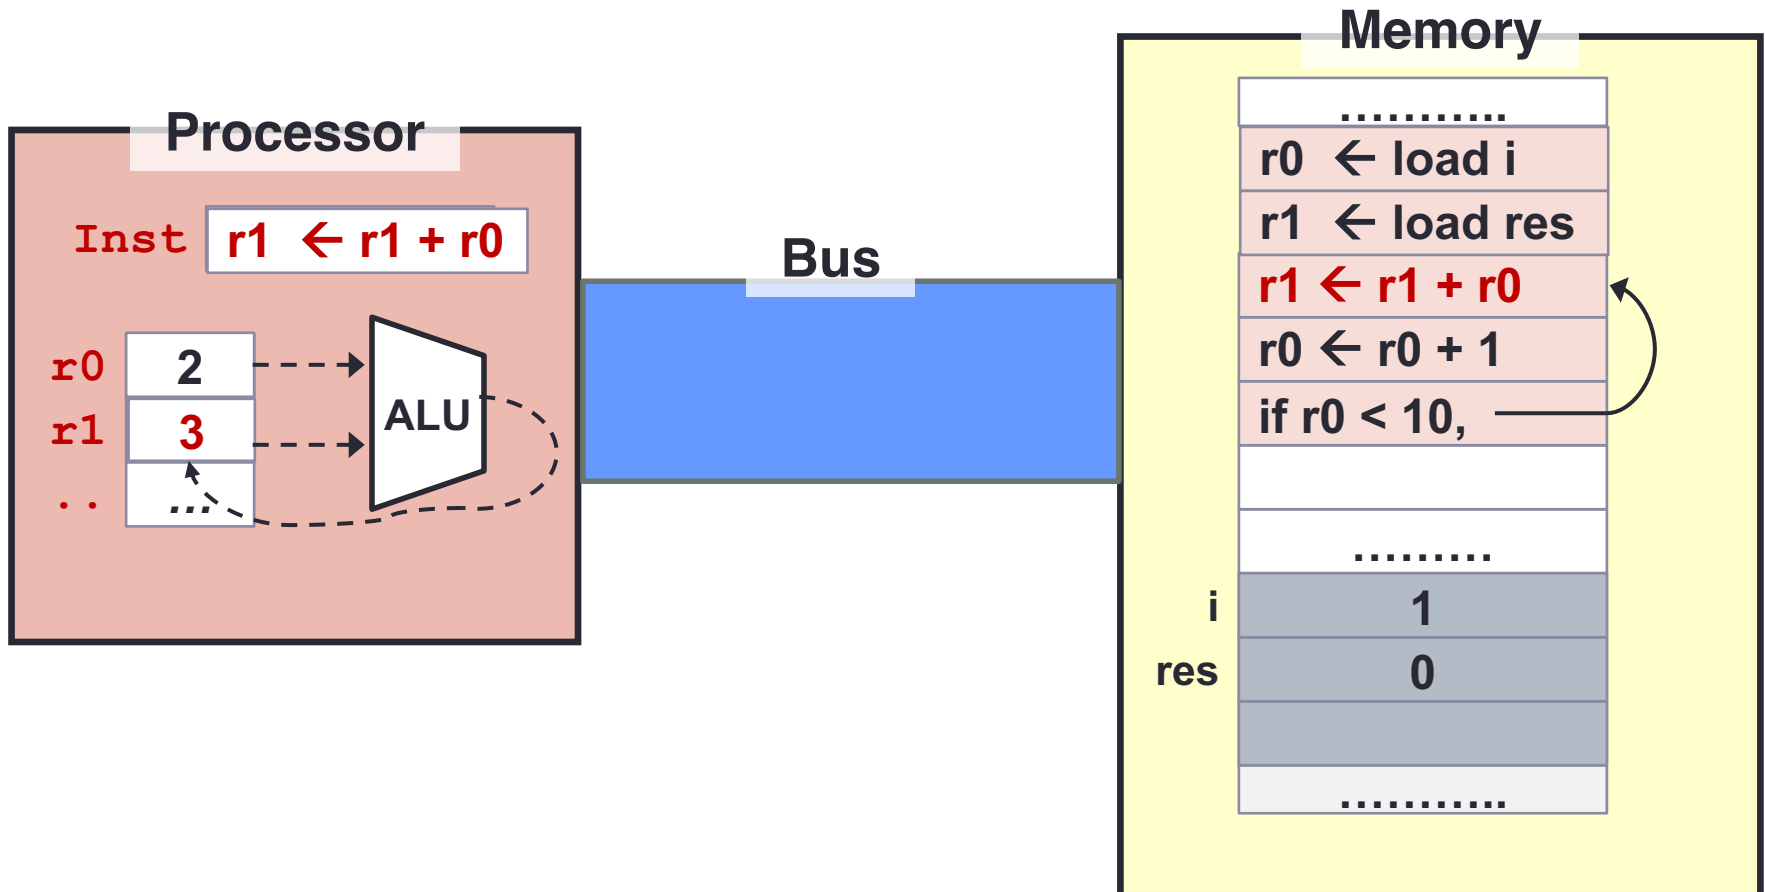 Processor
Inst r1 ← r1 + r0
r0 2
r1 3
.. ...
ALU
Bus
Memory
...........
r0 ← load i
r1 ← load res
r1 ← r1 + r0
r0 ← r0 + 1
if r0 < 10,
.........
i 1
res 0
...........